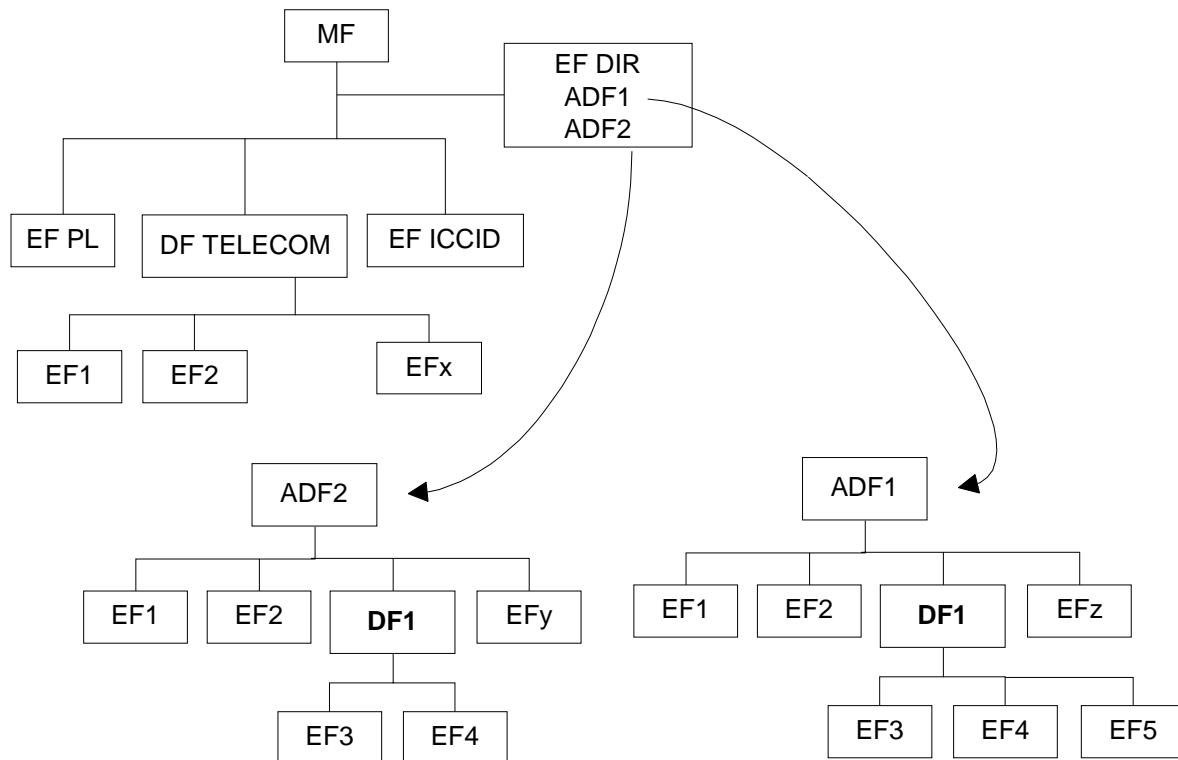 MF
EF DIR
ADF1
ADF2
EF PL
DF TELECOM
EF ICCID
EF1
EF2
EFx
ADF2
ADF1
EF1
EF2
DF1
EFy
EF1
EF2
DF1
EFz
EF3
EF4
EF3
EF4
EF5